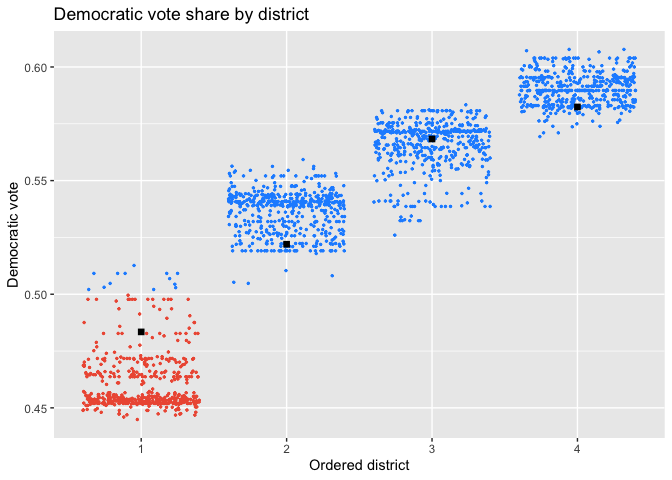 Democratic vote share by district
0.60
0.55
0.50
0.45
Democratic vote
1 2 3 4
Ordered district